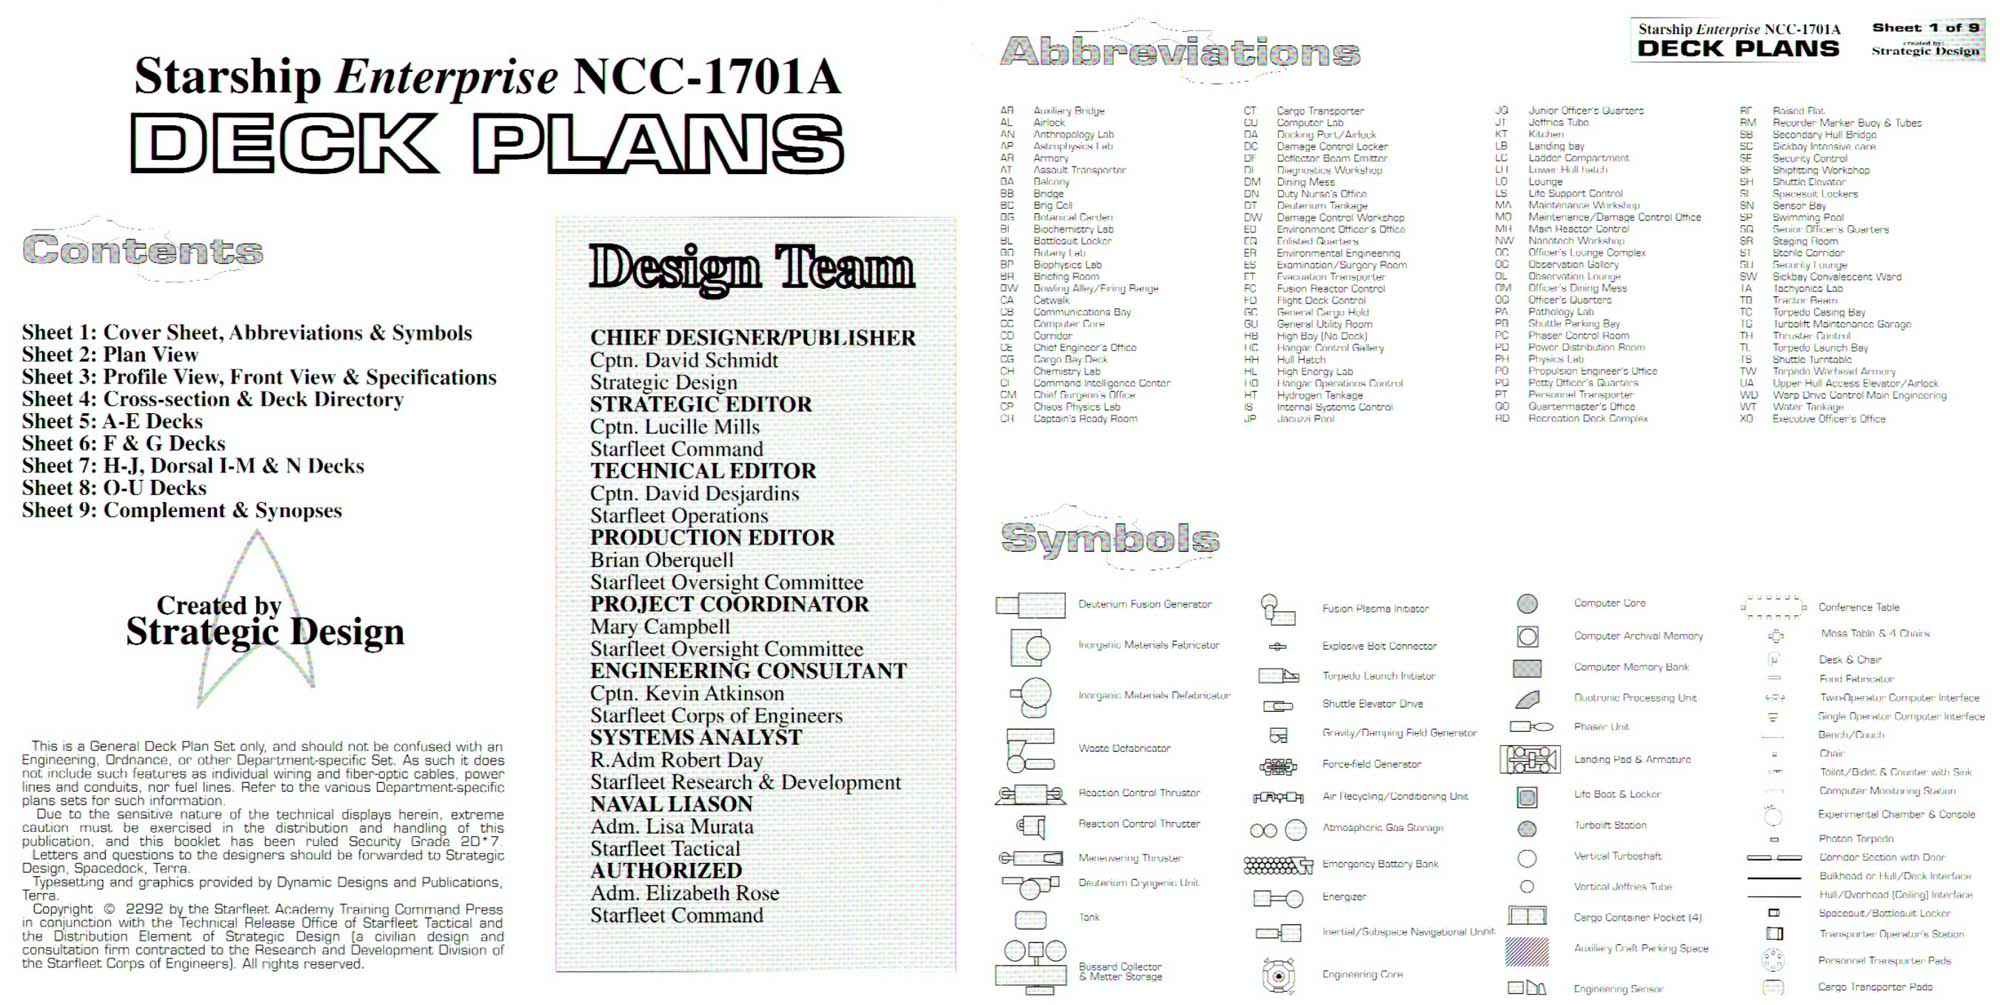 Starship Enterprise NCC-1701A
DECK PLANS
Contents
Sheet 1: Cover Sheet, Abbreviations & Symbols
Sheet 2: Plan View
Sheet 3: Profile View, Front View & Specifications
Sheet 4: Cross-section & Deck Directory
Sheet 5: A-E Decks
Sheet 6: F & G Decks
Sheet 7: H-J, Dorsal I-M & N Decks
Sheet 8: O-U Decks
Sheet 9: Complement & Synopses
Created by
Strategic Design
This is a General Deck Plan Set only, and should not be confused with an
Engineering, Ordnance, or other Department-specific Set. As such it does
not include such features as individual wiring and fiber-optic cables, power
lines and conduits, nor fuel lines. Refer to the various Department-specific
plans sets for such information.
Due to the sensitive nature of the technical displays herein, extreme
caution must be exercised in the distribution and handling of this
publication, and this booklet has been ruled Security Grade 2D*7.
Letters and questions to the designers should be forwarded to Strategic
Design, Spacedock, Terra.
Typesetting and graphics provided by Dynamic Designs and Publications,
Terra.
Copyright © 2292 by the Starfleet Academy Training Command Press
in conjunction with the Technical Release Office of Starfleet Tactical and
the Distribution Element of Strategic Design (a civilian design and
consultation firm contracted to the Research and Development Division of
the Starfleet Corps of Engineers). All rights reserved.
Design Team
CHIEF DESIGNER/PUBLISHER
Cptn. David Schmidt
Strategic Design
STRATEGIC EDITOR
Cptn. Lucille Mills
Starfleet Command
TECHNICAL EDITOR
Cptn. David Desjardins
Starfleet Operations
PRODUCTION EDITOR
Brian Oberquell
Starfleet Oversight Committee
PROJECT COORDINATOR
Mary Campbell
Starfleet Oversight Committee
ENGINEERING CONSULTANT
Cptn. Kevin Atkinson
Starfleet Corps of Engineers
SYSTEMS ANALYST
R.Adm Robert Day
Starfleet Research & Development
NAVAL LIASON
Adm. Lisa Murata
Starfleet Tactical
AUTHORIZED
Adm. Elizabeth Rose
Starfleet Command
Starship Enterprise NCC-1701A
DECK PLANS
Sheet 1 of 9
created by:
Strategic Design
Abbreviations
Auxiliary Bridge
AL Airlock
AN Anthropology Lab
AP Astrophysics Lab
AR Armory
AT Assault Transporter
BA Balcony
BB Bridge
BC Brig Cell
BG Botanical Garden
BI Biochemistry Lab
BL Battlesuit Locker
BO Botany Lab
BP Biophysics Lab
BR Briefing Room
BW Bowling Alley/Firing Range
CA Catwalk
CB Communications Bay
CC Computer Core
CD Corridor
CE Chief Engineer's Office
CG Cargo Bay Deck
CH Chemistry Lab
CI Command Intelligence Center
CM Chief Surgeon's Office
CP Chaos Physics Lab
CR Captain's Ready Room
CT Cargo Transporter
CU Computer Lab
DA Docking Port/Airlock
DC Damage Control Locker
DF Deflector Beam Emitter
DI Diagnostics Workshop
DM Dining Mess
DN Duty Nurse's Office
DT Deuterium Tankage
DW Damage Control Workshop
EO Environment Officer's Office
EQ Enlisted Quarters
ER Environmental Engineering
ES Examination/Surgery Room
ET Evacuation Transporter
FC Fusion Reactor Control
FD Flight Deck Control
GC General Cargo Hold
GU General Utility Room
HB High Bay (No Deck)
HC Hangar Control Gallery
HH Hull Hatch
HL High Energy Lab
HO Hangar Operations Control
HT Hydrogen Tankage
IS Internal Systems Control
JP Jacuzzi Pool
JQ Junior Officer's Quarters
JT Jeffries Tube
KT Kitchen
LB Landing bay
LC Ladder Compartment
LH Lower Hull hatch
LO Lounge
LS Life Support Control
MA Maintenance Workshop
MD Maintenance/Damage Control Office
MR Main Reactor Control
NW Nanotech Workshop
OC Officer's Lounge Complex
OG Observation Gallery
OL Observation Lounge
OM Officer's Dining Mess
OQ Officer's Quarters
PA Pathology Lab
PB Shuttle Parking Bay
PC Phaser Control Room
PD Power Distribution Room
PH Physics Lab
PO Propulsion Engineer's Office
PQ Petty Officer's Quarters
PT Personnel Transporter
QO Quartermaster's Office
RD Recreation Deck Complex
RF Raised Flat
RM Recorder Marker Buoy & Tubes
SB Secondary Hull Bridge
SC Sickbay Intensive care
SE Security Control
SF Shipfitting Workshop
SH Shuttle Elevator
SL Spacesuit Lockers
SN Sensor Bay
SP Swimming Pool
SQ Senior Officer's Quarters
SR Staging Room
ST Sterile Corridor
SU Security Lounge
SW Sickbay Convalescent Ward
TA Tachyonics Lab
TB Tractor Beam
TC Torpedo Casing Bay
TG Turbolift Maintenance Garage
TH Thruster Control
TL Torpedo Launch Bay
TS Shuttle Turntable
TW Torpedo Warhead Armory
UA Upper Hull Access Elevator/Airlock
WD Warp Drive Control Main Engineering
WT Water Tankage
XO Executive Officer's Office
Symbols
Deuterium Fusion Generator
Inorganic Materials Fabricator
Inorganic Materials Defabricator
Waste Defabricator
Reaction Control Thruster
Reaction Control Thruster
Maneuvering Thruster
Deuterium Cryogenic Unit
Tank
Bussard Collector
& Matter Storage
Fusion Plasma Initiator
Explosive Bolt Connector
Torpedo Launch Initiator
Shuttle Elevator Drive
Gravity/Damping Field Generator
Force-field Generator
Air Recycling/Conditioning Unit
Atmospheric Gas Storage
Emergency Battery Bank
Energizer
Inertial/Subspace Navigational Unnit
Engineering Core
Computer Core
Computer Archival Memory
Computer Memory Bank
Duotronic Processing Unit
Phaser Unit
Landing Pad & Armature
Life Boat & Locker
Turbolift Station
Vertical Turboshaft
Vertical Jeffries Tube
Cargo Container Pocket (4)
Auxiliary Craft Parking Space
Engineering Sensor
Conference Table
Mess Table & 4 Chairs
Desk & Chair
Food Fabricator
Twin-Operator Computer Interface
Single Operator Computer Interface
Bench/Couch
Chair
Toilet/Bidet & Counter with Sink
Computer Monitoring Station
Experimental Chamber & Console
Photon Torpedo
Corridor Section with Door
Bulkhead or Hull/Deck Interface
Hull/Overhead (Ceiling) Interface
Spacesuit/Battlesuit Locker
Transporter Operator's Station
Personnel Transporter Pads
Cargo Transporter Pads